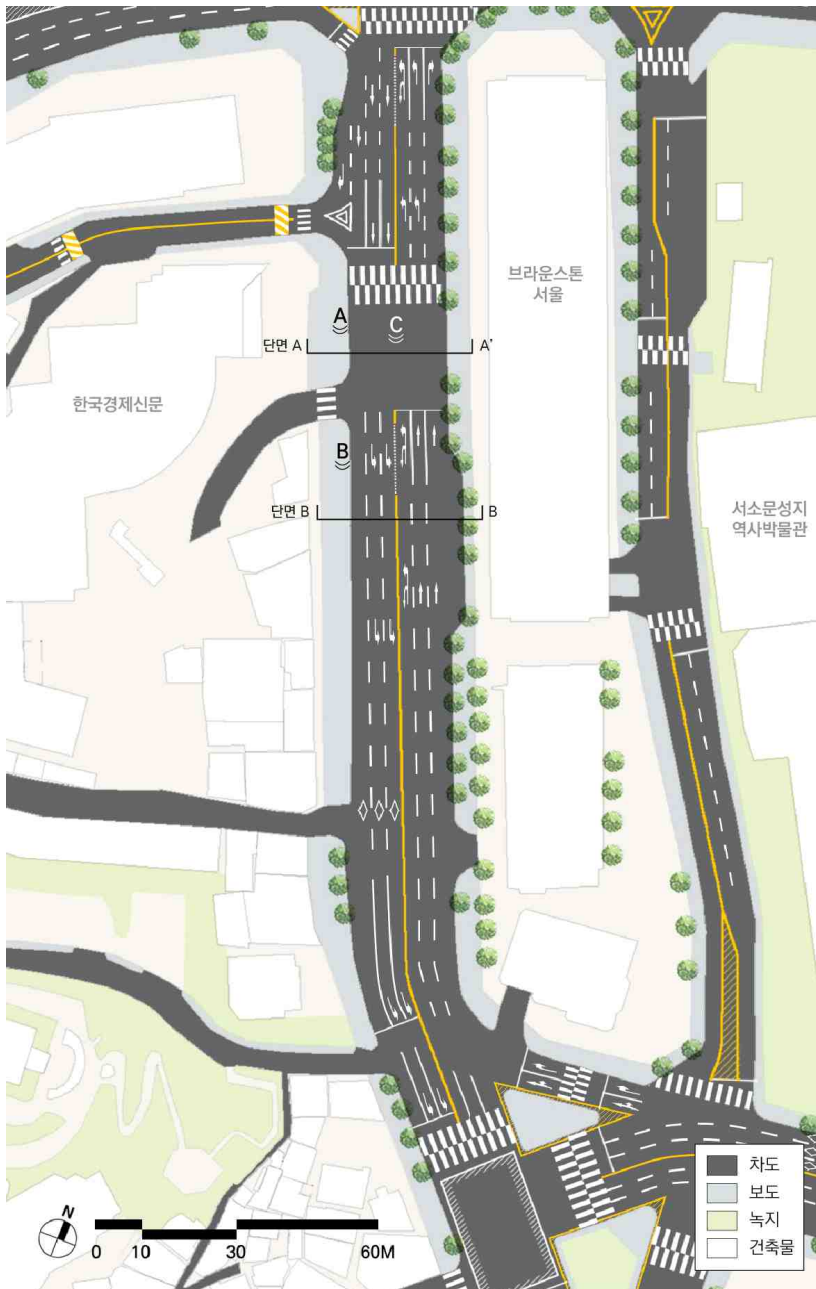 브라운스톤
서울
A
C
단면 A
A'
한국경제신문
B
서소문성지
역사박물관
단면 B
B
차도
보도
녹지
건축물
N
0 10 30 60M